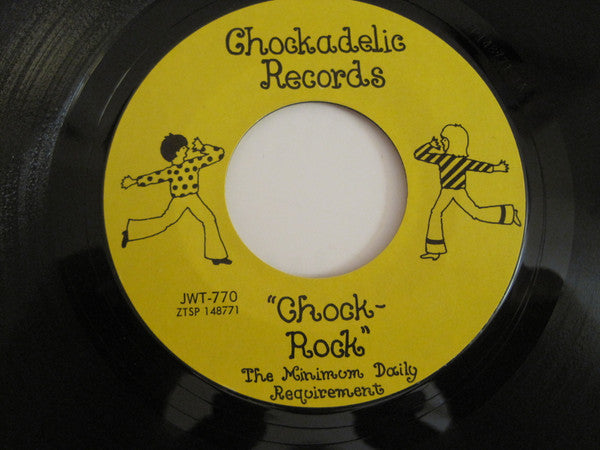 Chockadelic
Records
JWT-770
ZTSP 148771
"Chock-
Rock"
The Minimum Daily
Requirement